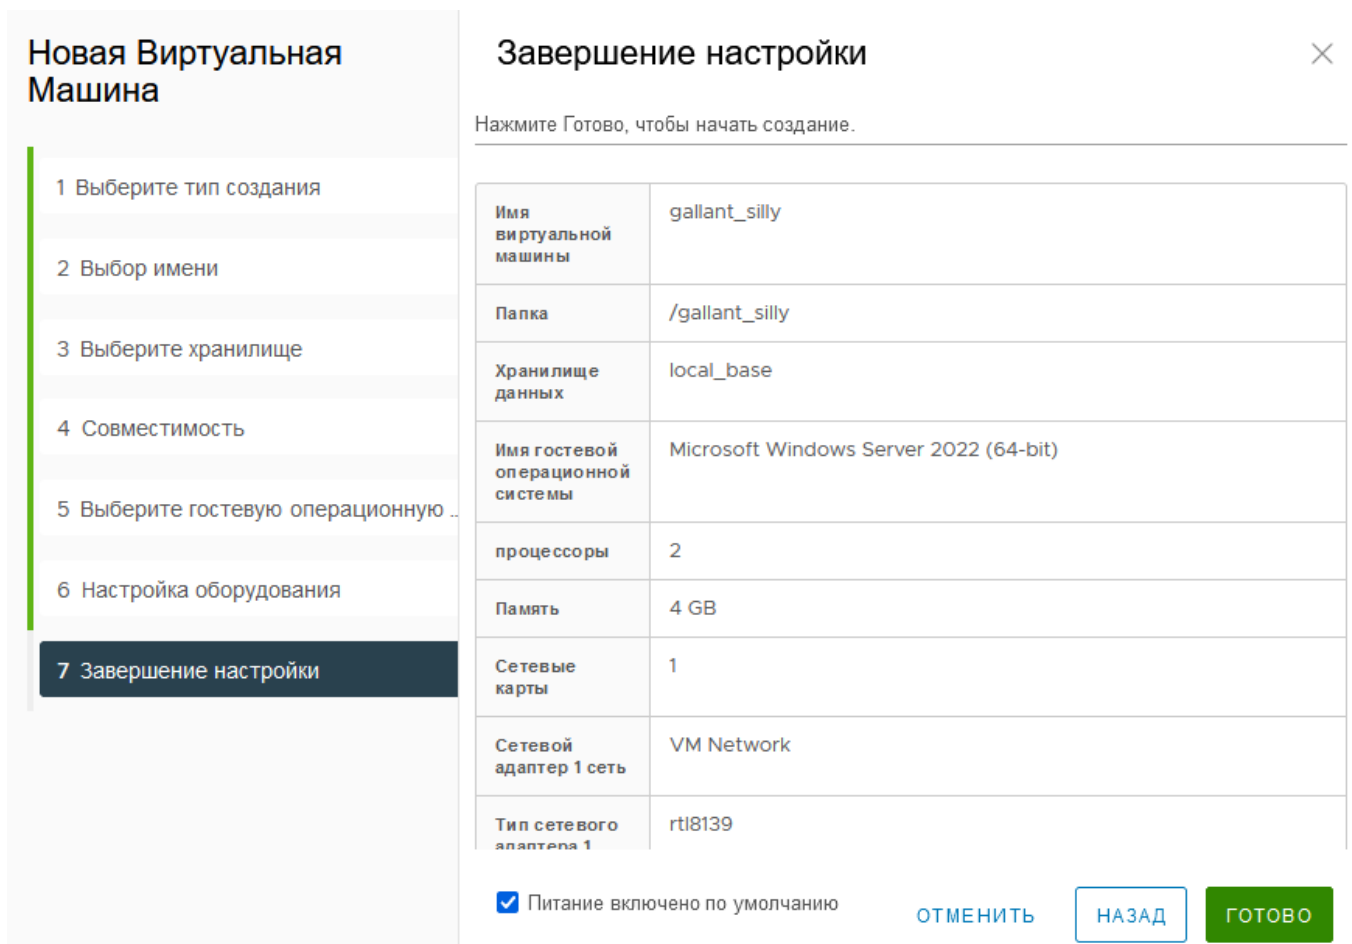 Новая Виртуальная
Машина
1 Выберите тип создания
2 Выбор имени
3 Выберите хранилище
4 Совместимость
5 Выберите гостевую операционную ..
6 Настройка оборудования
7 Завершение настройки
Завершение настройки
Нажмите Готово, чтобы начать создание.
Имя
виртуальной
машины
gallant_silly
Папка
/gallant_silly
Хранилище
данных
local_base
Имя гостевой
операционной
системы
Microsoft Windows Server 2022 (64-bit)
процессоры
2
Память
4 GB
Сетевые
карты
1
Сетевой
адаптер 1 сеть
VM Network
Тип сетевого
адаптера 1
rtl8139
Питание включено по умолчанию
ОТМЕНИТЬ
НАЗАД
ГОТОВО